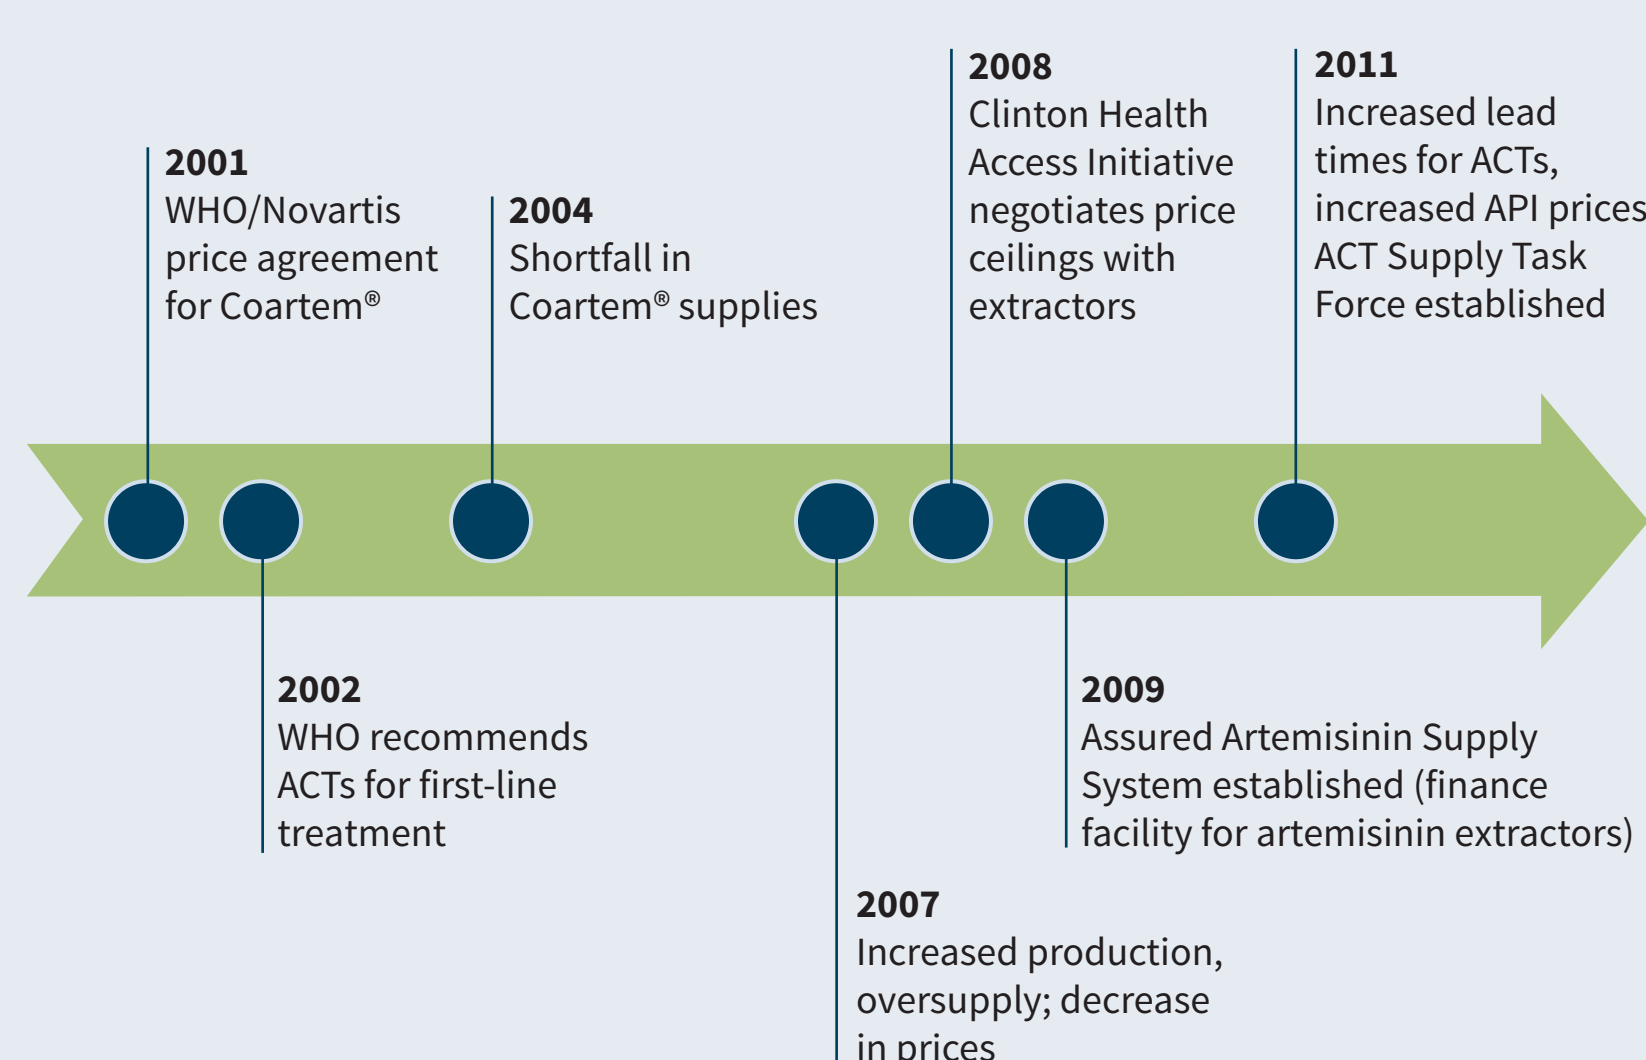 2001
WHO/Novartis
price agreement
for Coartem®
2002
WHO recommends
ACTs for first-line
treatment
2004
Shortfall in
Coartem® supplies
2007
Increased production,
oversupply; decrease
in prices
2008
Clinton Health
Access Initiative
negotiates price
ceilings with
extractors
2009
Assured Artemisinin Supply
System established (finance
facility for artemisinin extractors)
2011
Increased lead
times for ACTs,
increased API prices
ACT Supply Task
Force established